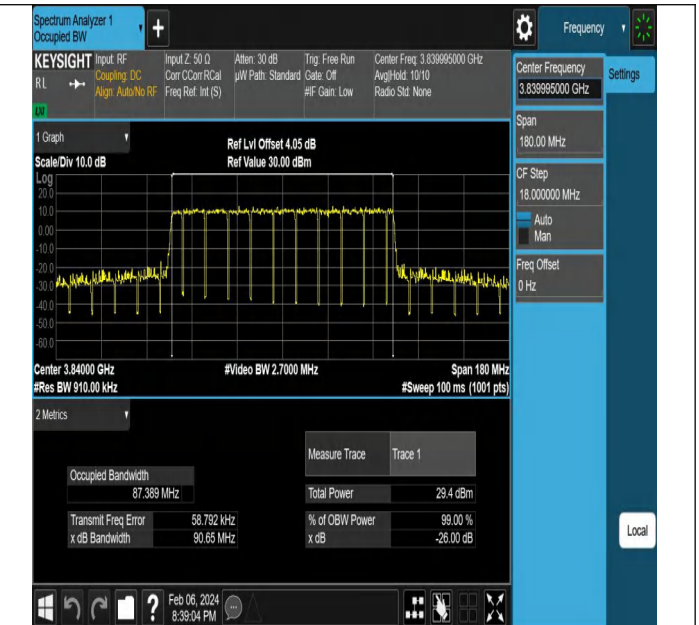 Spectrum Analyzer 1
Occupied BW
+
Frequency
KEYSIGHT
RL
Input: RF
Coupling: DC
Align: Auto/No RF
Input Z: 50 Ω
Corr CCorr RCal
Freq Ref: Int (S)
Atten: 30 dB
µW Path: Standard
Trig: Free Run
Gate: Off
#IF Gain: Low
Center Freq: 3.839995000 GHz
Avg|Hold: 10/10
Radio Std: None
Center Frequency
3.839995000 GHz
Settings
Span
180.00 MHz
CF Step
18.000000 MHz
Auto
Man
Freq Offset
0 Hz
1 Graph
Ref Lvl Offset 4.05 dB
Scale/Div 10.0 dB
Ref Value 30.00 dBm
Log
20.0
10.0
0.00
-10.0
-20.0
-30.0
-40.0
-50.0
-60.0
Center 3.84000 GHz
#Video BW 2.7000 MHz
Span 180 MHz
#Res BW 910.00 kHz
#Sweep 100 ms (1001 pts)
2 Metrics
Measure Trace
Trace 1
Occupied Bandwidth
87.389 MHz
Total Power
29.4 dBm
Transmit Freq Error
58.792 kHz
% of OBW Power
99.00 %
x dB Bandwidth
90.65 MHz
x dB
-26.00 dB
Local
?
Feb 06, 2024
8:39:04 PM